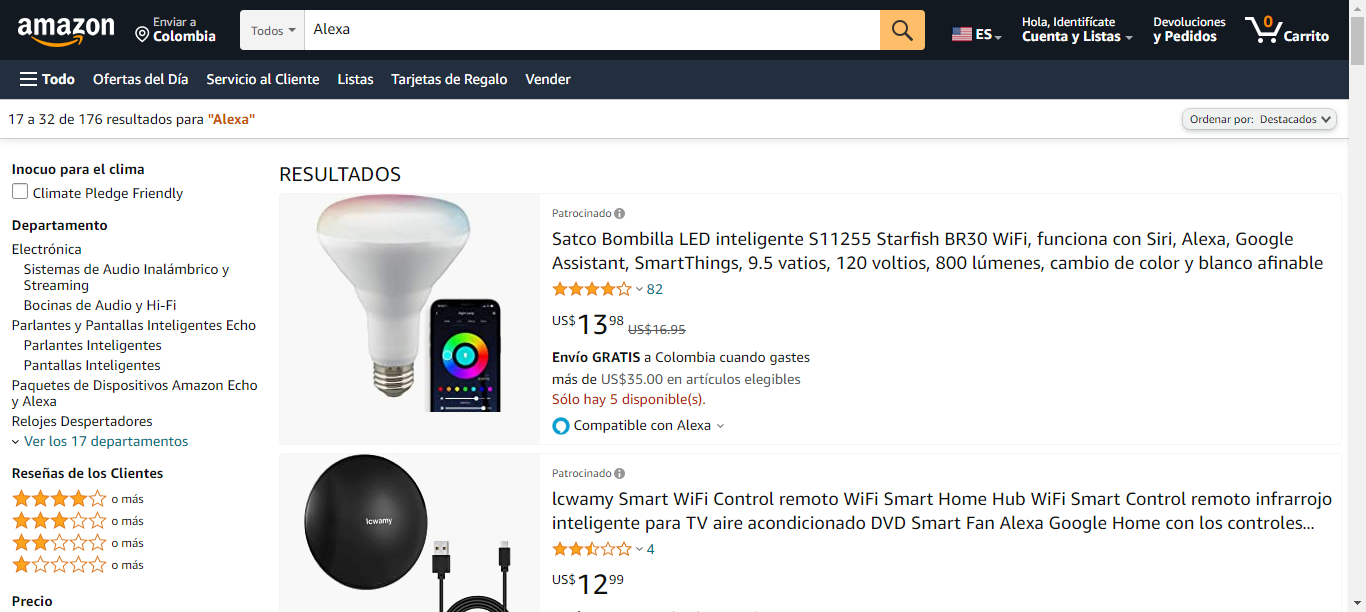 amazon
Enviar a
Colombia
Todos
Alexa
ES
Hola, Identifícate
Cuenta y Listas
Devoluciones
y Pedidos
0
Carrito
Todo
Ofertas del Día
Servicio al Cliente
Listas
Tarjetas de Regalo
Vender
17 a 32 de 176 resultados para "Alexa"
Ordenar por: Destacados
Inocuo para el clima
Climate Pledge Friendly
Departamento
Electrónica
Sistemas de Audio Inalámbrico y
Streaming
Bocinas de Audio y Hi-Fi
Parlantes y Pantallas Inteligentes Echo
Parlantes Inteligentes
Pantallas Inteligentes
Paquetes de Dispositivos Amazon Echo
y Alexa
Relojes Despertadores
Ver los 17 departamentos
Reseñas de los Clientes
o más
o más
o más
o más
Precio
RESULTADOS
Patrocinado
Satco Bombilla LED inteligente S11255 Starfish BR30 WiFi, funciona con Siri, Alexa, Google
Assistant, SmartThings, 9.5 vatios, 120 voltios, 800 lúmenes, cambio de color y blanco afinable
82
US$1398 US$16.95
Envío GRATIS a Colombia cuando gastes
más de US$35.00 en artículos elegibles
Sólo hay 5 disponible(s).
Compatible con Alexa
lcwamy
Patrocinado
lcwamy Smart WiFi Control remoto WiFi Smart Home Hub WiFi Smart Control remoto infrarrojo
inteligente para TV aire acondicionado DVD Smart Fan Alexa Google Home con los controles...
4
US$1299